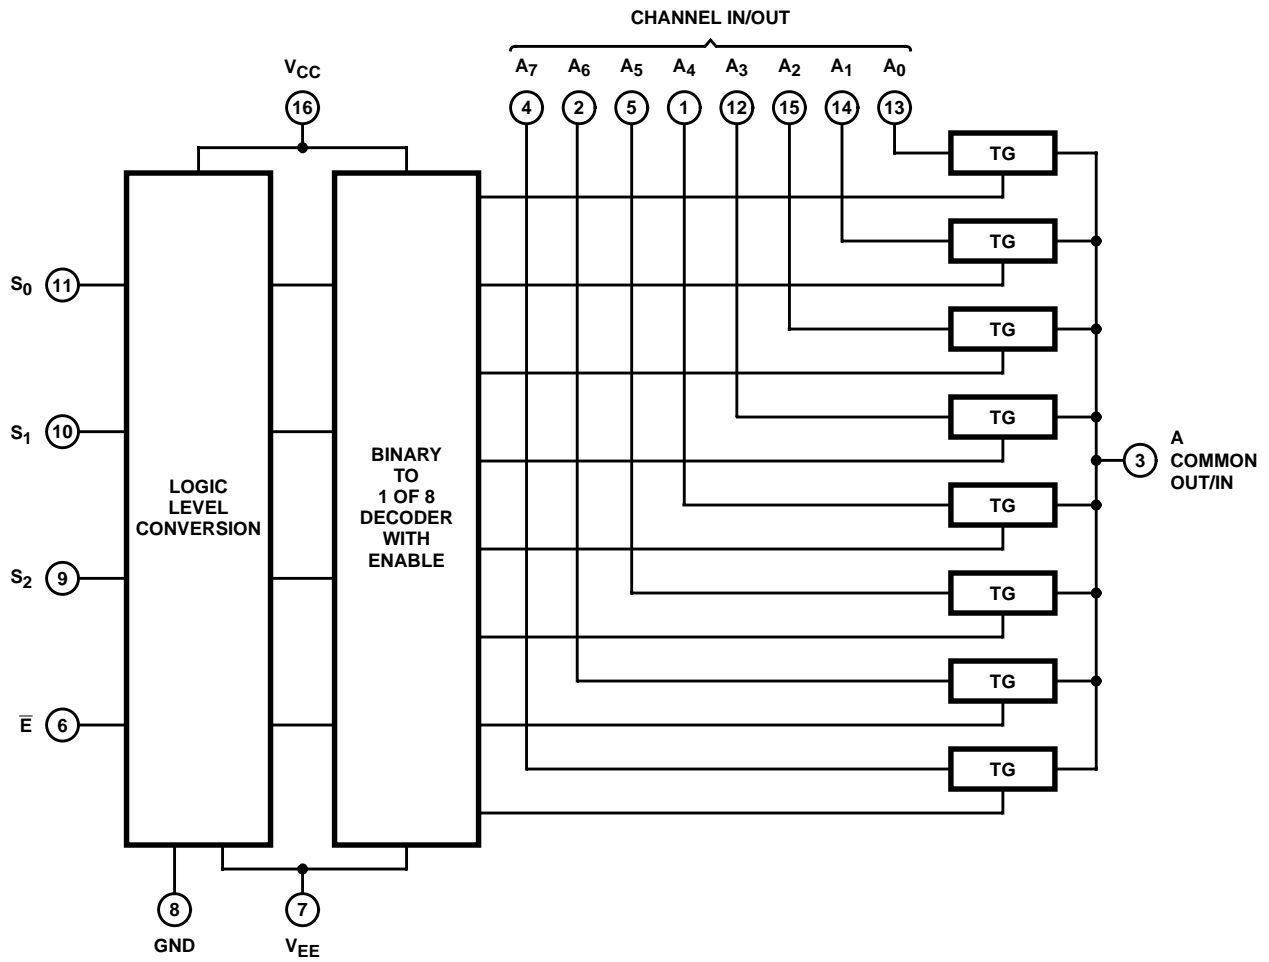 CHANNEL IN/OUT
VCC
A7 A6 A5 A4 A3 A2 A1 A0
16
4 2 5 1 12 15 14 13
TG
TG
S0 11
TG
TG
S1 10
BINARY
TO
1 OF 8
DECODER
WITH
ENABLE
LOGIC
LEVEL
CONVERSION
3
A
COMMON
OUT/IN
TG
S2 9
TG
TG
E̅ 6
TG
8
GND
7
VEE